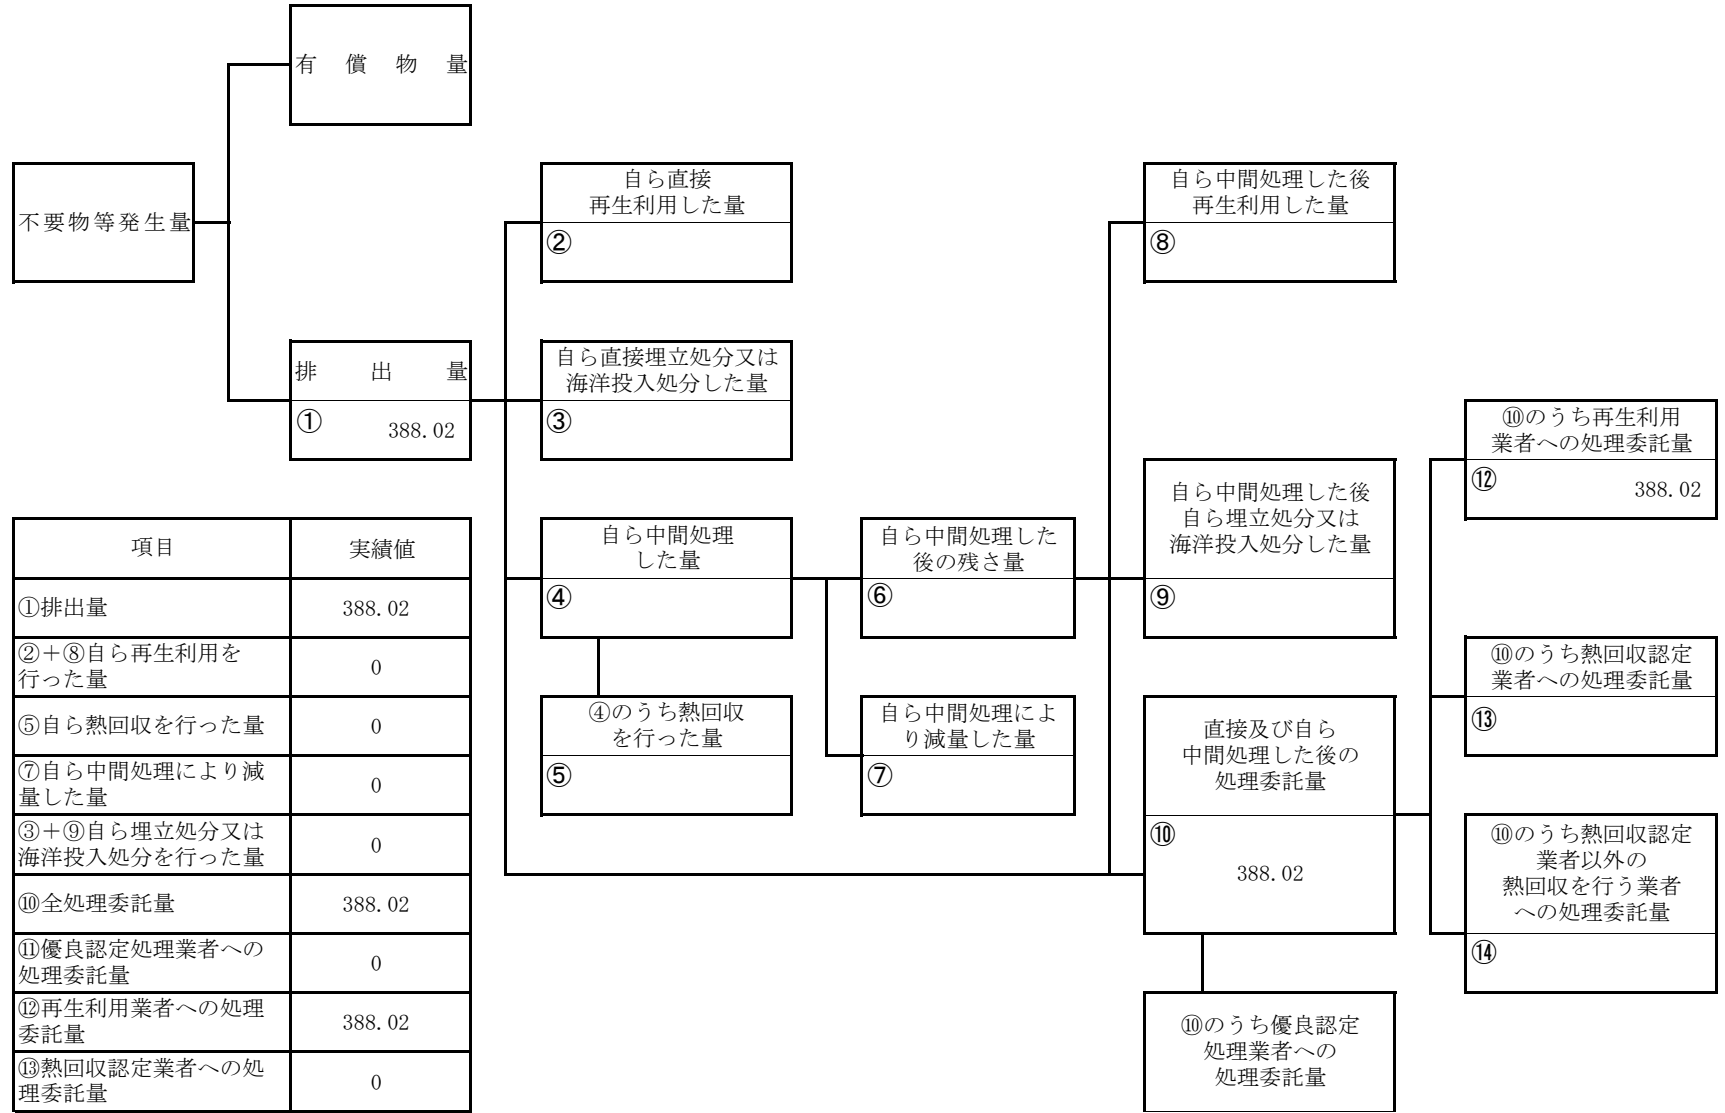 有償物量
不要物等発生量
排出量
①
388.02
自ら直接
再生利用した量
②
自ら直接埋立処分又は
海洋投入処分した量
③
自ら中間処理
した量
④
④のうち熱回収
を行った量
⑤
自ら中間処理した
後の残さ量
⑥
自ら中間処理によ
り減量した量
⑦
自ら中間処理した後
再生利用した量
⑧
自ら中間処理した後
自ら埋立処分又は
海洋投入処分した量
⑨
直接及び自ら
中間処理した後の
処理委託量
⑩
388.02
⑩のうち優良認定
処理業者への
処理委託量
⑩のうち再生利用
業者への処理委託量
⑫
388.02
⑩のうち熱回収認定
業者への処理委託量
⑬
⑩のうち熱回収認定
業者以外の
熱回収を行う業者
への処理委託量
⑭
項目 実績値
①排出量 388.02
②＋⑧自ら再生利用を
行った量 0
⑤自ら熱回収を行った量 0
⑦自ら中間処理により減
量した量 0
③＋⑨自ら埋立処分又は
海洋投入処分を行った量 0
⑩全処理委託量 388.02
⑪優良認定処理業者への
処理委託量 0
⑫再生利用業者への処理
委託量 388.02
⑬熱回収認定業者への処
理委託量 0